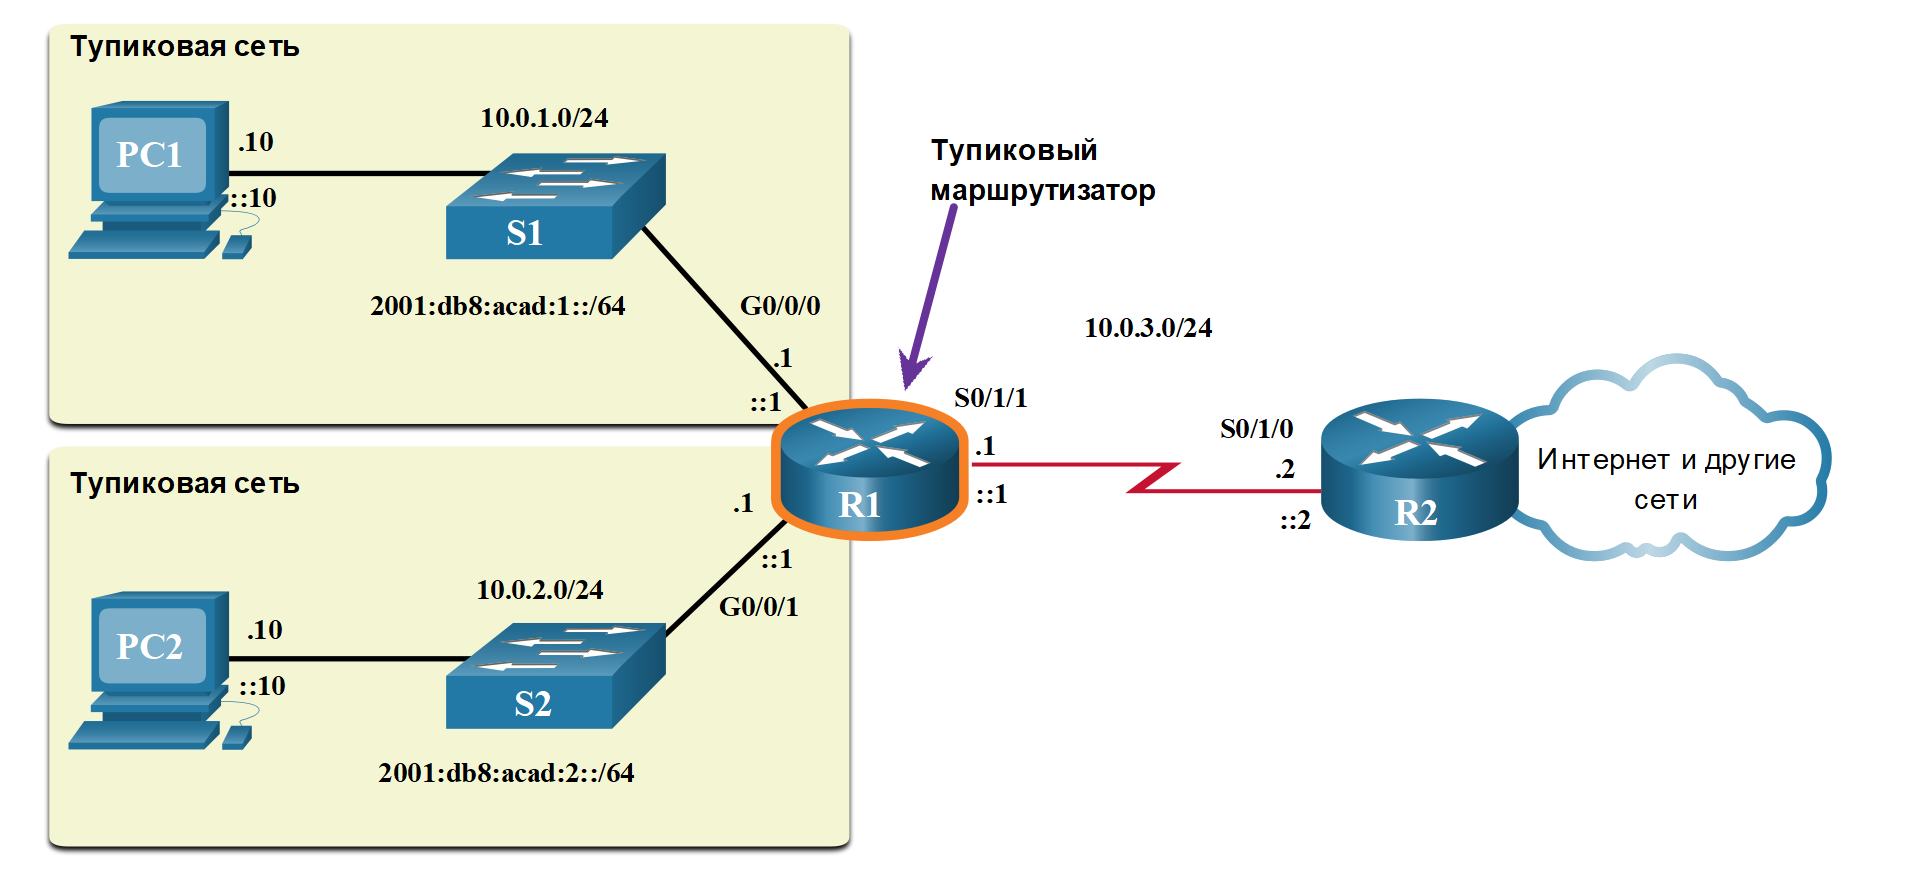 Тупиковая сеть
10.0.1.0/24
PC1
.10
::10
S1
2001:db8:acad:1::/64
G0/0/0
.1
::1
Тупиковый
маршрутизатор
10.0.3.0/24
S0/1/1
.1
::1
R1
S0/1/0
.2
::2
R2
Интернет и другие
сети
Тупиковая сеть
.1
::1
G0/0/1
10.0.2.0/24
PC2
.10
::10
S2
2001:db8:acad:2::/64